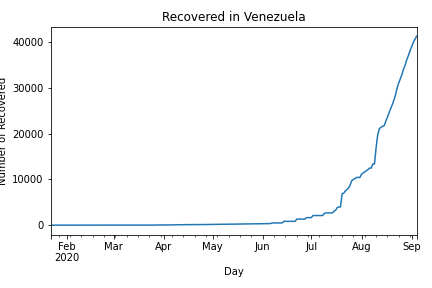 Recovered in Venezuela
Number of Recovered
40000
30000
20000
10000
0
Feb Mar Apr May Jun Jul Aug Sep
2020
Day